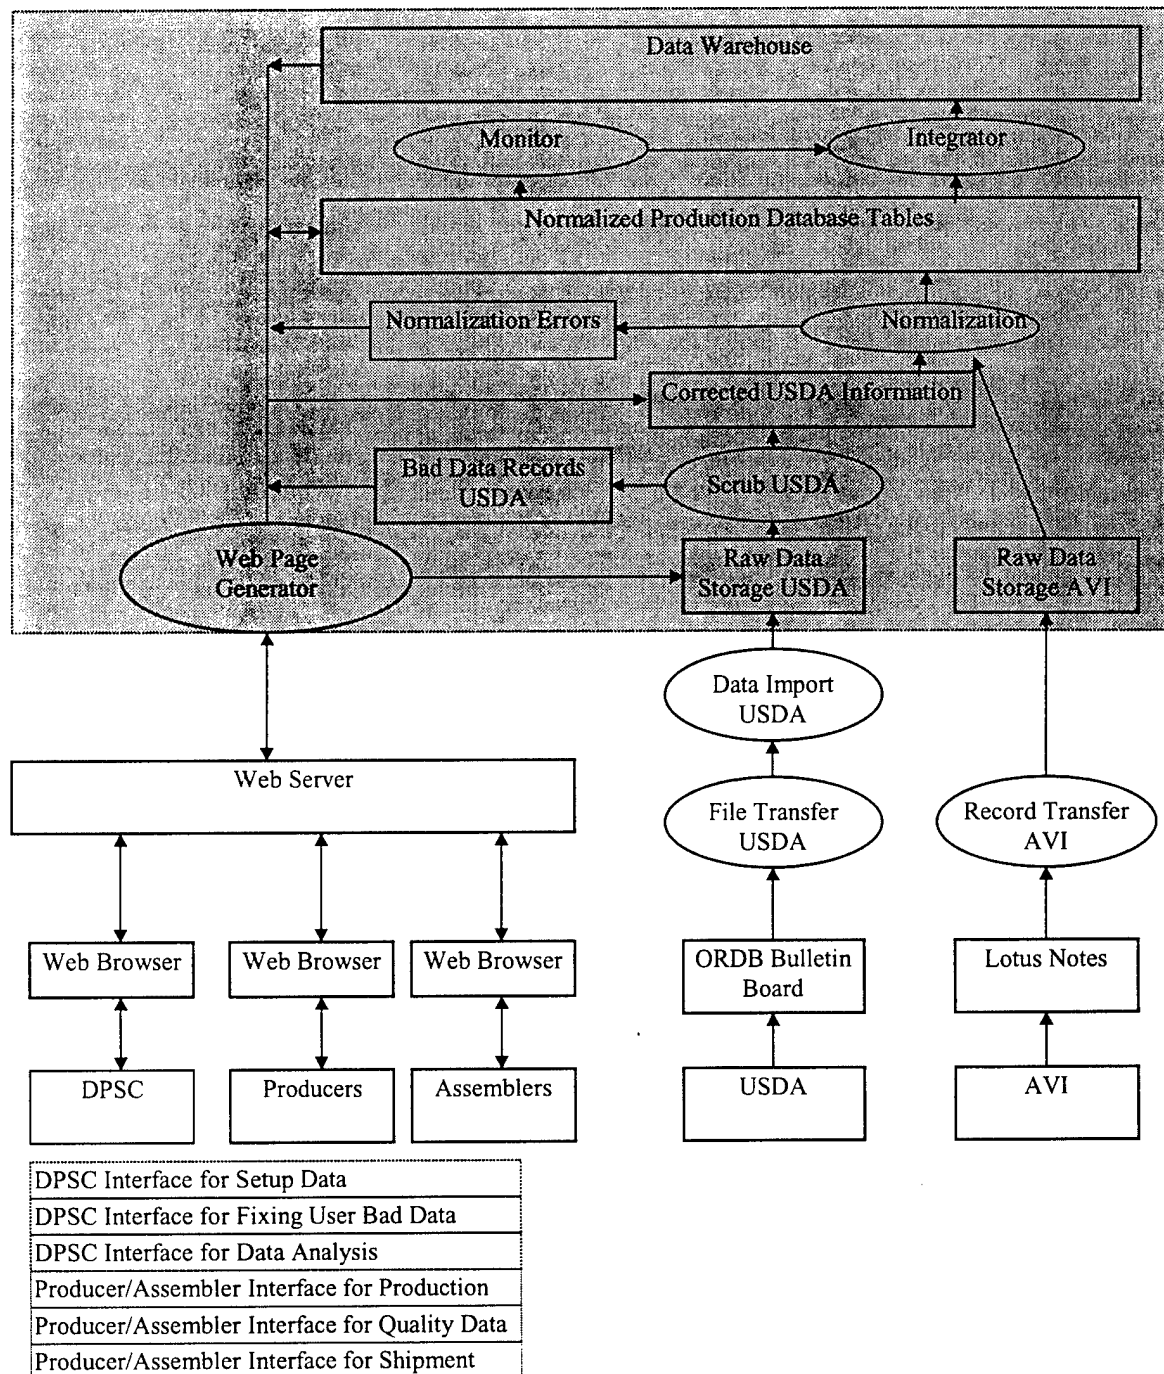 Data Warehouse
Monitor
Integrator
Normalized Production Database Tables
Normalization Errors
Normalization
Corrected USDA Information
Bad Data Records
USDA
Scrub USDA
Web Page
Generator
Raw Data
Storage USDA
Raw Data
Storage AVI
Data Import
USDA
Web Server
File Transfer
USDA
Record Transfer
AVI
Web Browser
Web Browser
Web Browser
ORDB Bulletin
Board
Lotus Notes
DPSC
Producers
Assemblers
USDA
AVI
DPSC Interface for Setup Data
DPSC Interface for Fixing User Bad Data
DPSC Interface for Data Analysis
Producer/Assembler Interface for Production
Producer/Assembler Interface for Quality Data
Producer/Assembler Interface for Shipment